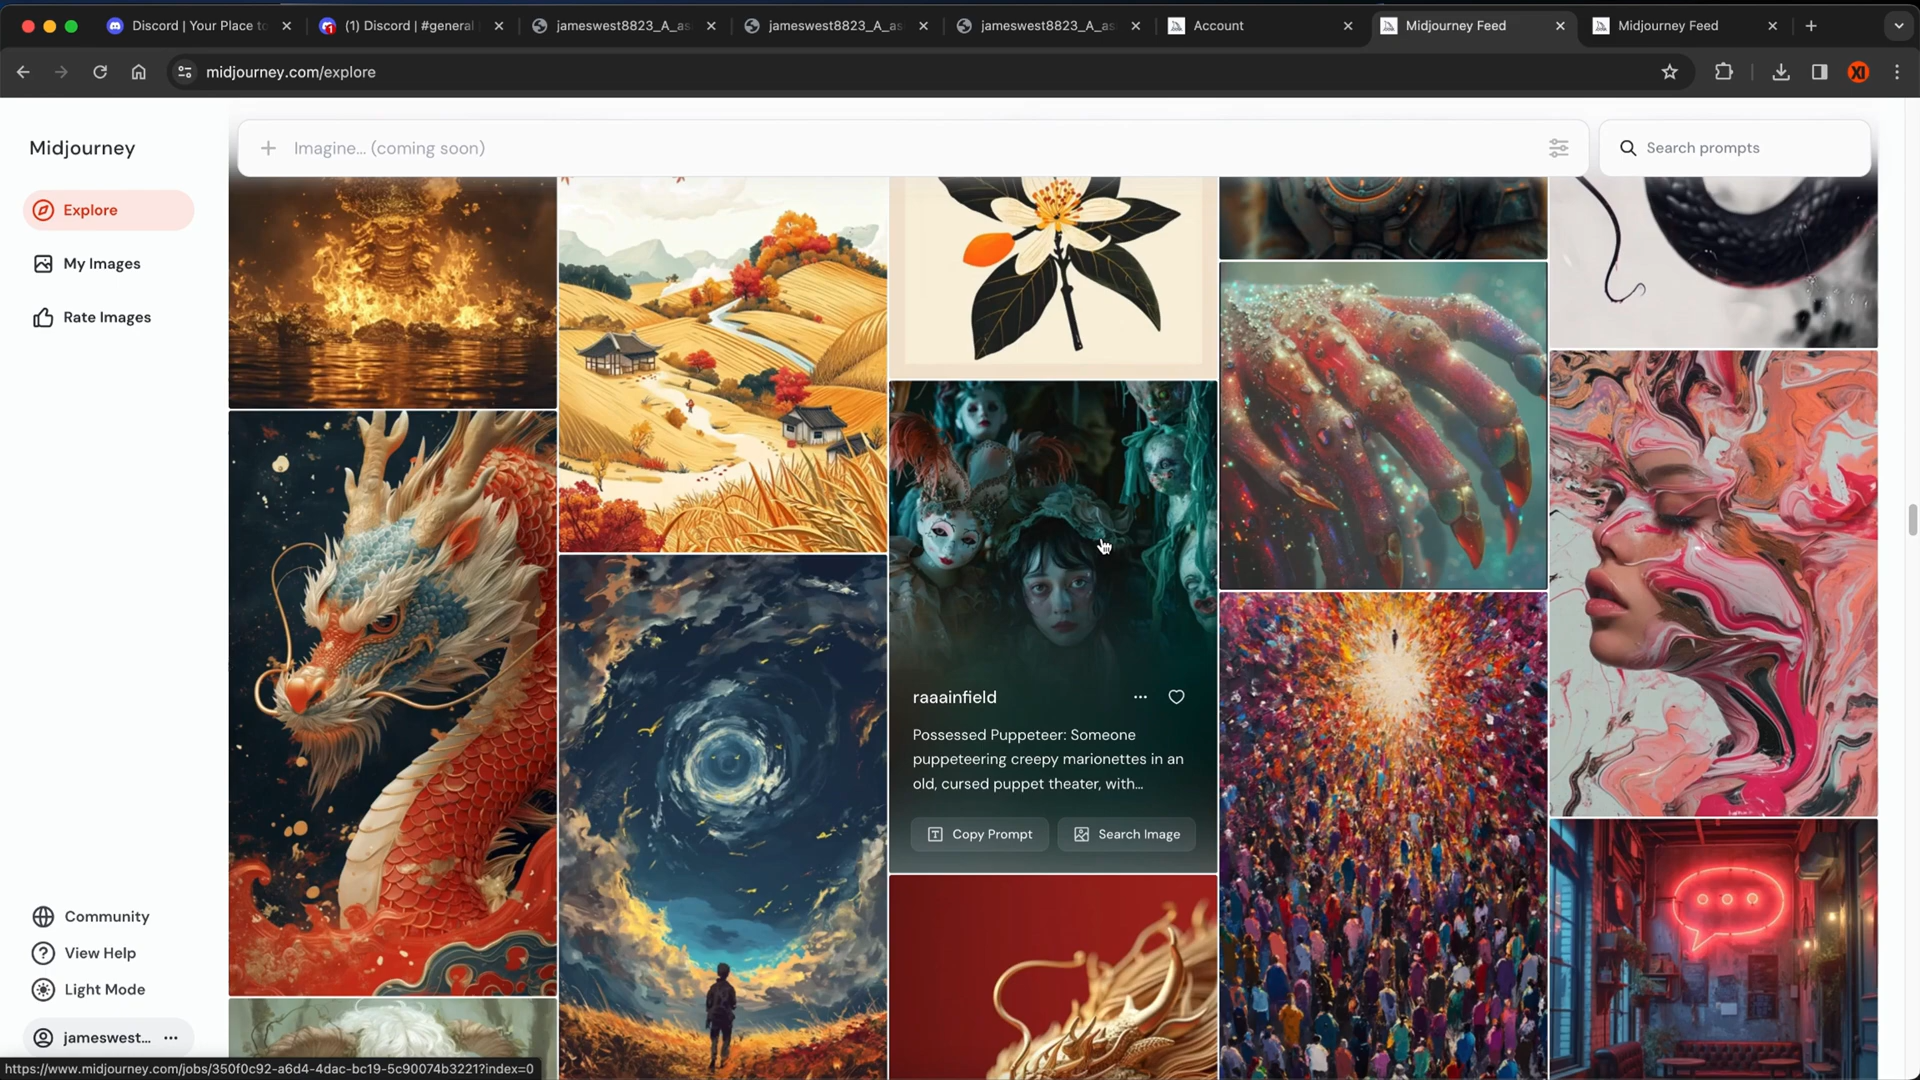 Discord | Your Place to
(1) Discord | #general
jameswest8823_A_as
jameswest8823_A_as
jameswest8823_A_as
Account
Midjourney Feed
Midjourney Feed
midjourney.com/explore
XI
Midjourney
Imagine... (coming soon)
Search prompts
Explore
My Images
Rate Images
raaainfield
Possessed Puppeteer: Someone
puppeteering creepy marionettes in an
old, cursed puppet theater, with...
Copy Prompt
Search Image
Community
View Help
Light Mode
jameswest...
https://www.midjourney.com/jobs/350f0c92-a6d4-4dac-bc19-5c90074b3221?index=0